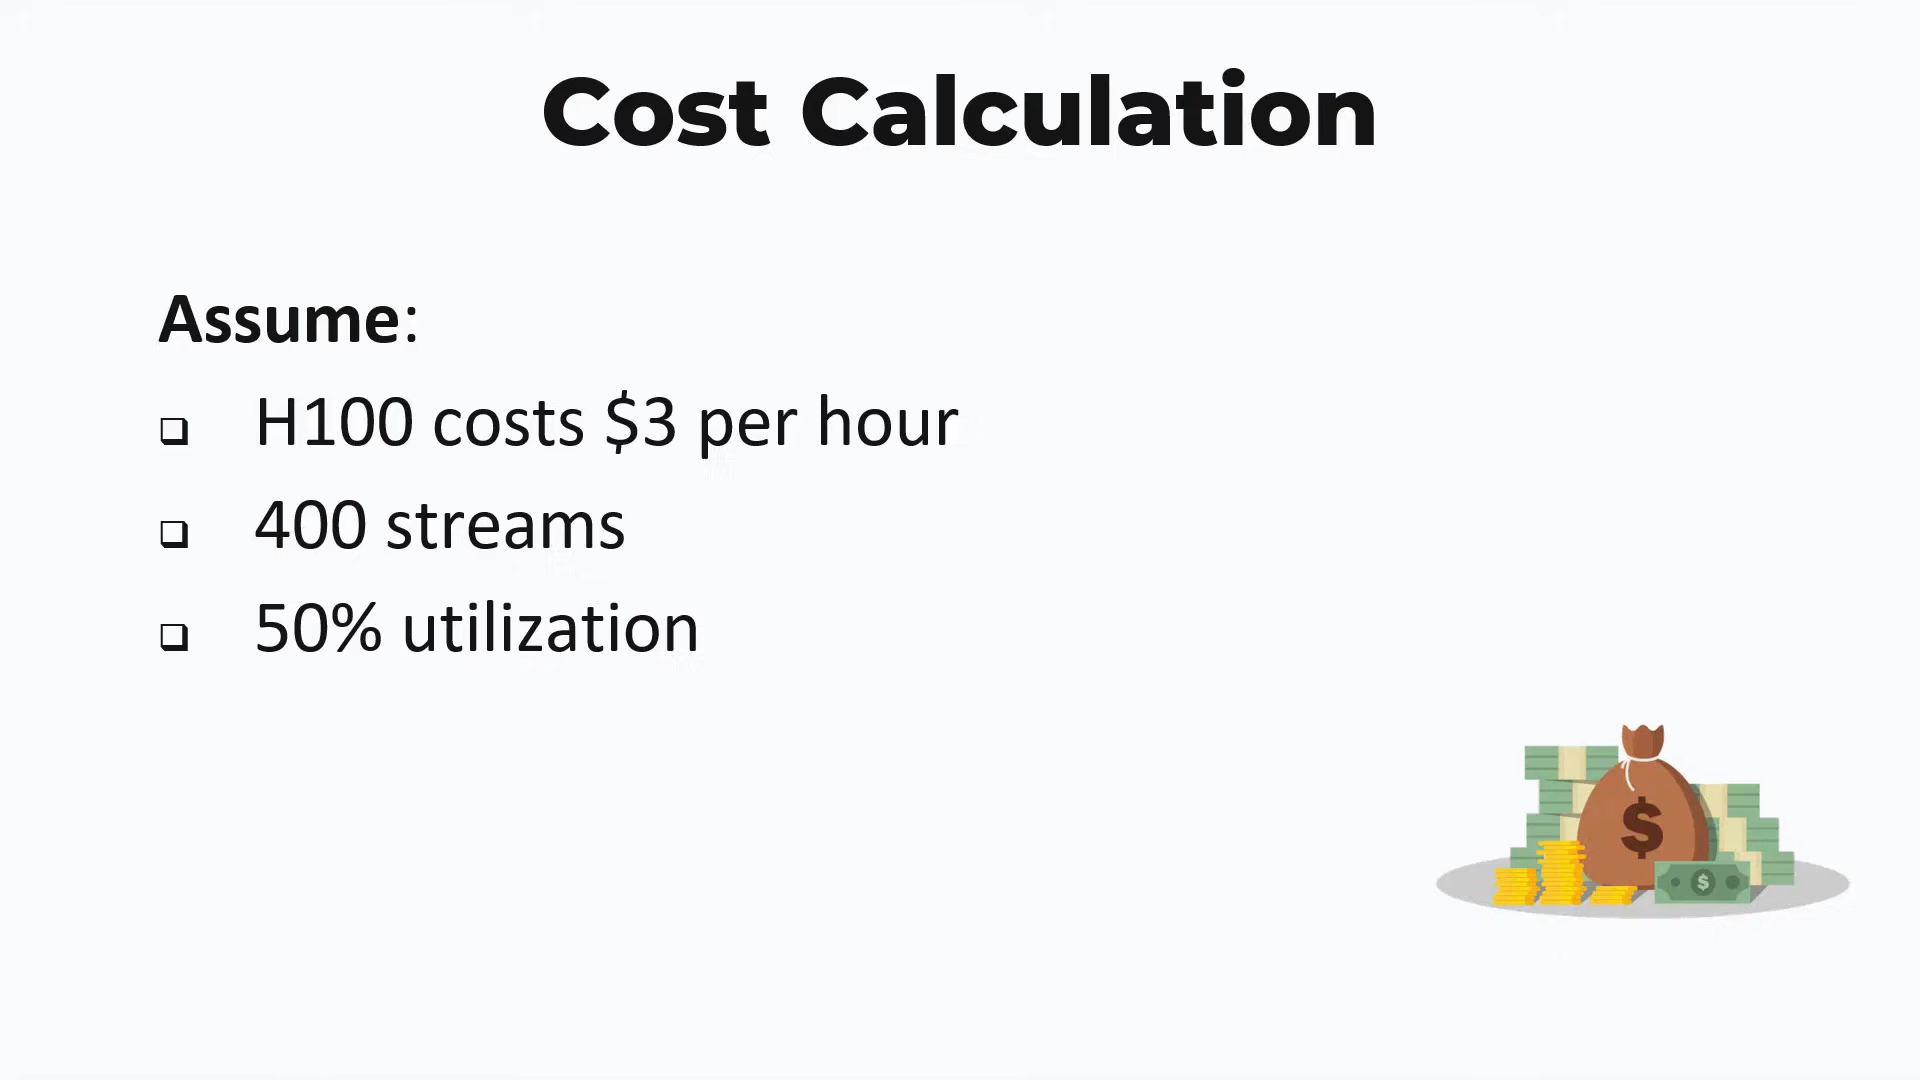 Cost Calculation
Assume:
❑ H100 costs $3 per hour
❑ 400 streams
❑ 50% utilization
$
$